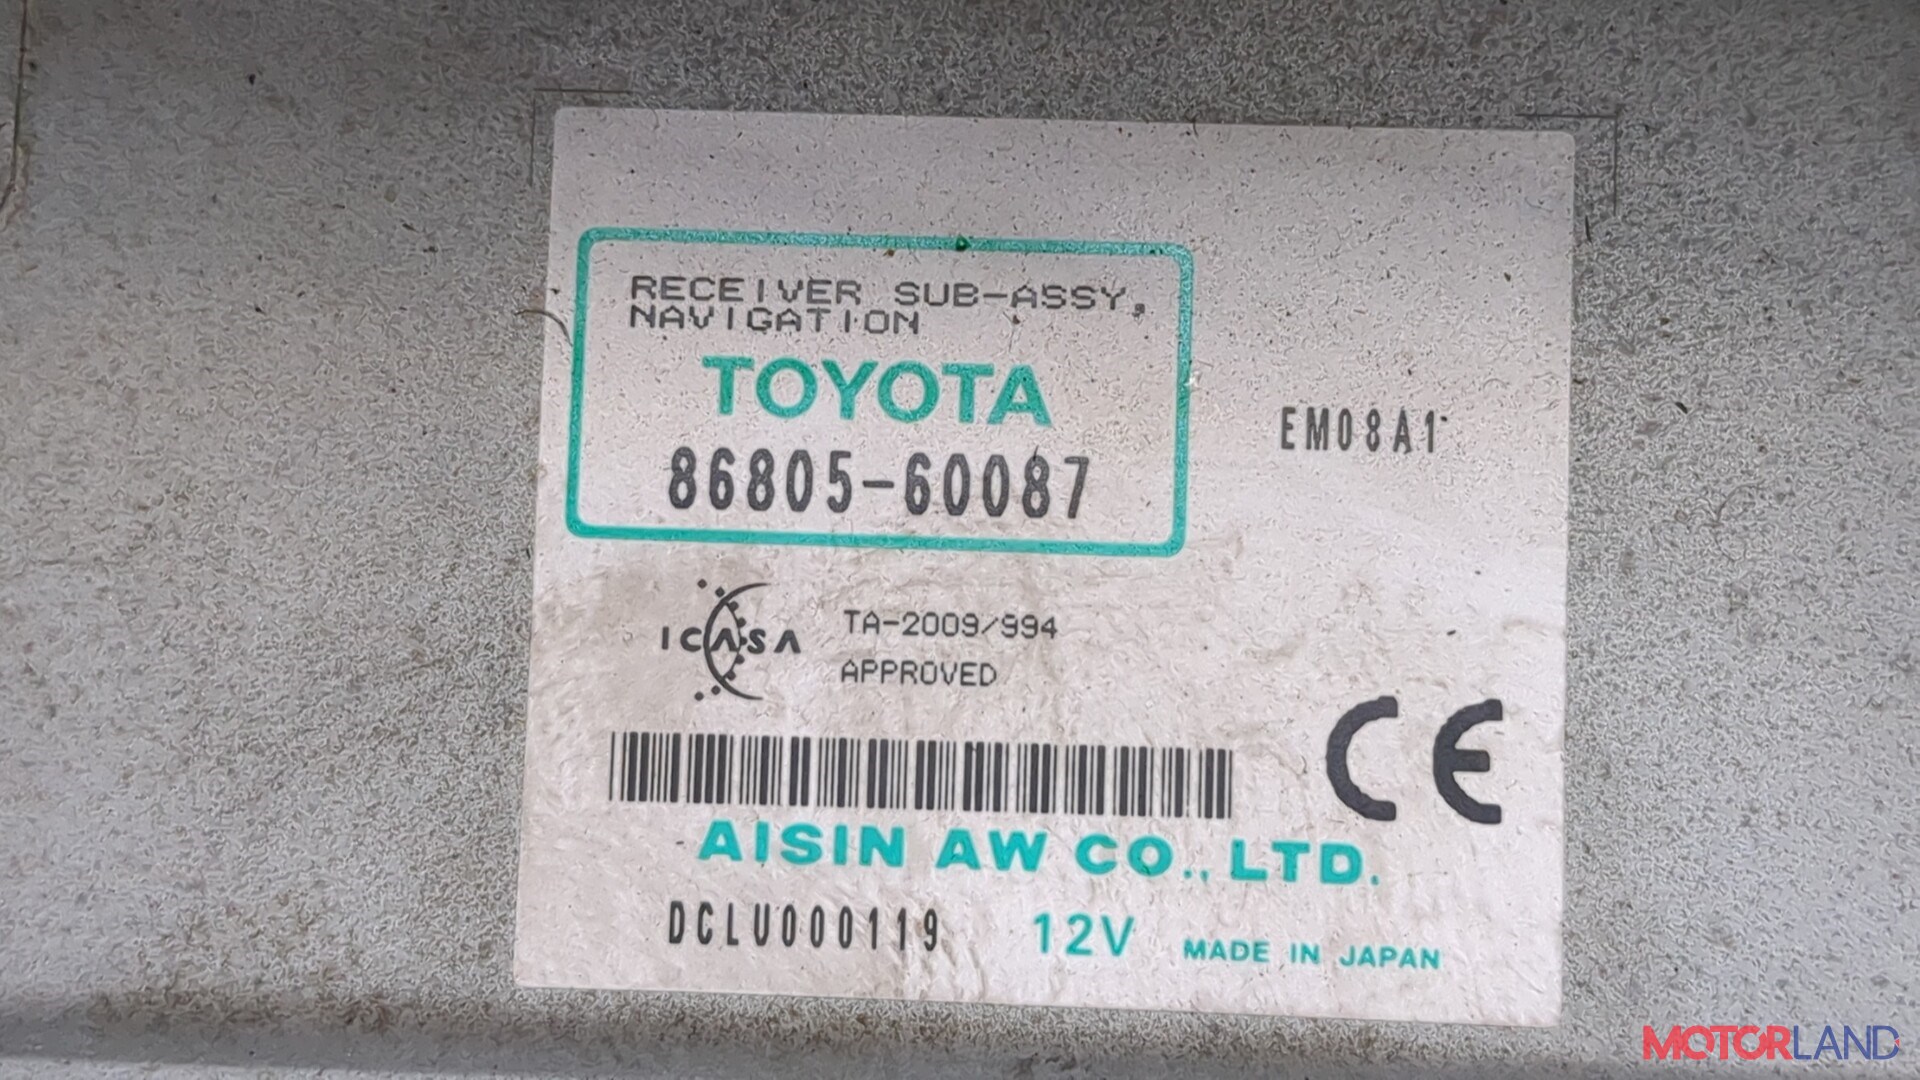 RECEIVER SUB-ASSY,
NAVIGATION
TOYOTA
86805-60087
EM08A1
ICASA
TA-2009/994
APPROVED
CE
AISIN AW CO., LTD.
DCLU000119 12V MADE IN JAPAN
MOTORLAND